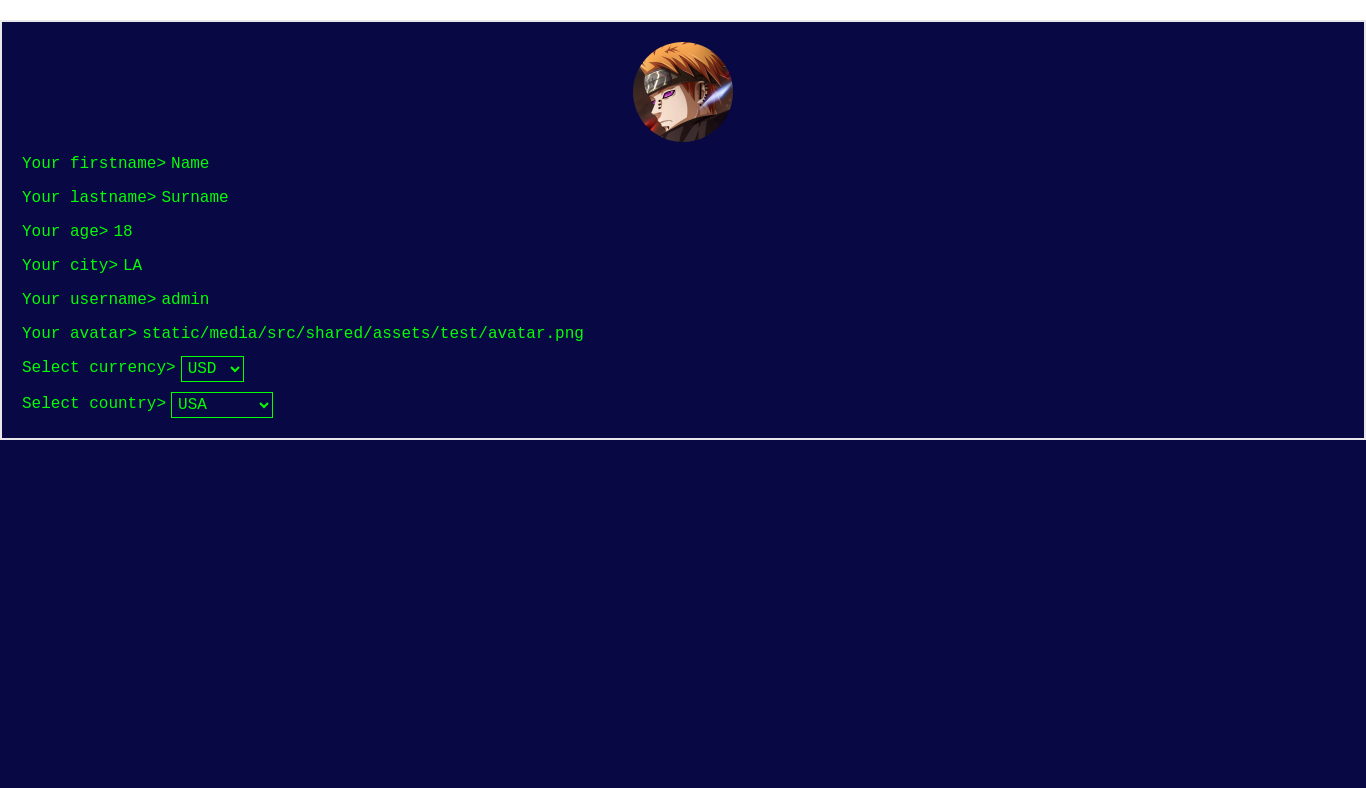 Your firstname> Name
Your lastname> Surname
Your age> 18
Your city> LA
Your username> admin
Your avatar> static/media/src/shared/assets/test/avatar.png
Select currency> USD
Select country> USA